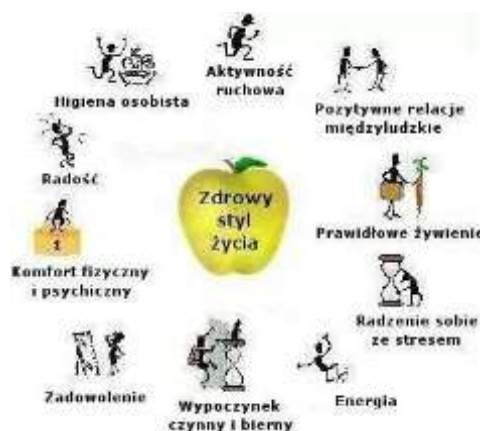 Aktywność
ruchowa
Pozytywne relacje
międzyludzkie
Prawidłowe żywienie
Radzenie sobie
ze stresem
Energia
Wypoczynek
czynny i bierny
Zadowolenie
Komfort fizyczny
i psychiczny
1
Radość
Higiena osobista
Zdrowy
styl
życia